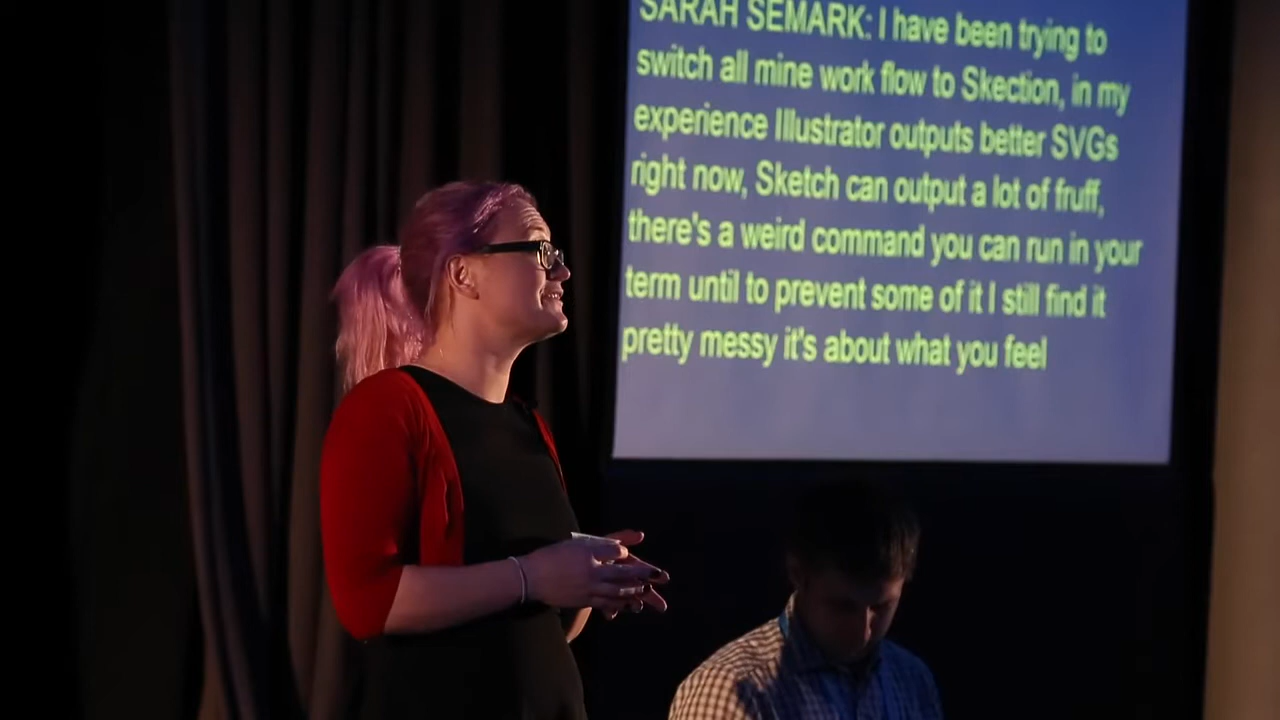 SARAH SEMARK: I have been trying to
switch all mine work flow to Skection, in my
experience Illustrator outputs better SVGs
right now, Sketch can output a lot of fruff,
there's a weird command you can run in your
term until to prevent some of it I still find it
pretty messy it's about what you feel